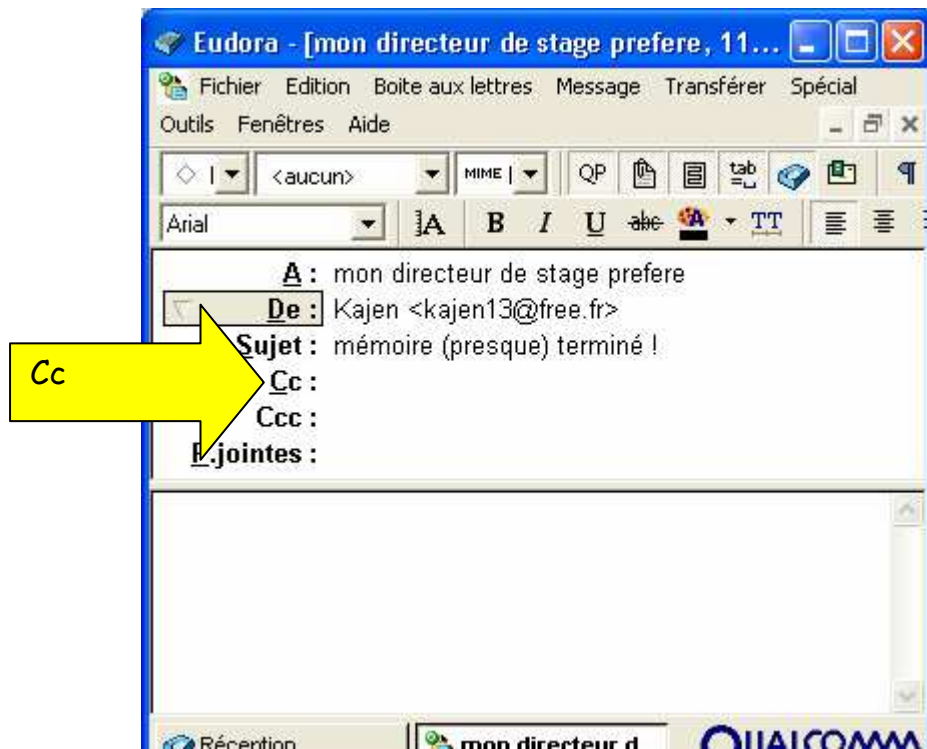 Eudora - [mon directeur de stage prefere, 11...
Fichier Edition Boite aux lettres Message Transférer Spécial
Outils Fenêtres Aide
<aucun> MIME QP tab
Arial A B I U abc A TT
A : mon directeur de stage prefere
De : Kajen <kajen13@free.fr>
Sujet : mémoire (presque) terminé !
Cc
Cc :
Ccc :
P.jointes :
Réception mon directeur d QUALCOMM